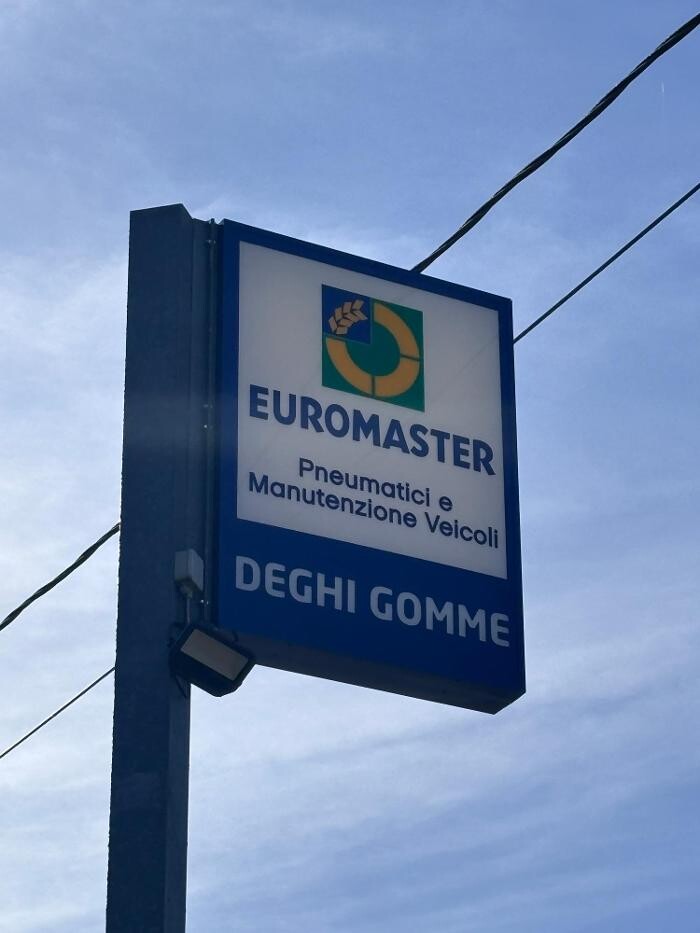 EUROMASTER
Pneumatici e
Manutenzione Veicoli
DEGHI GOMME